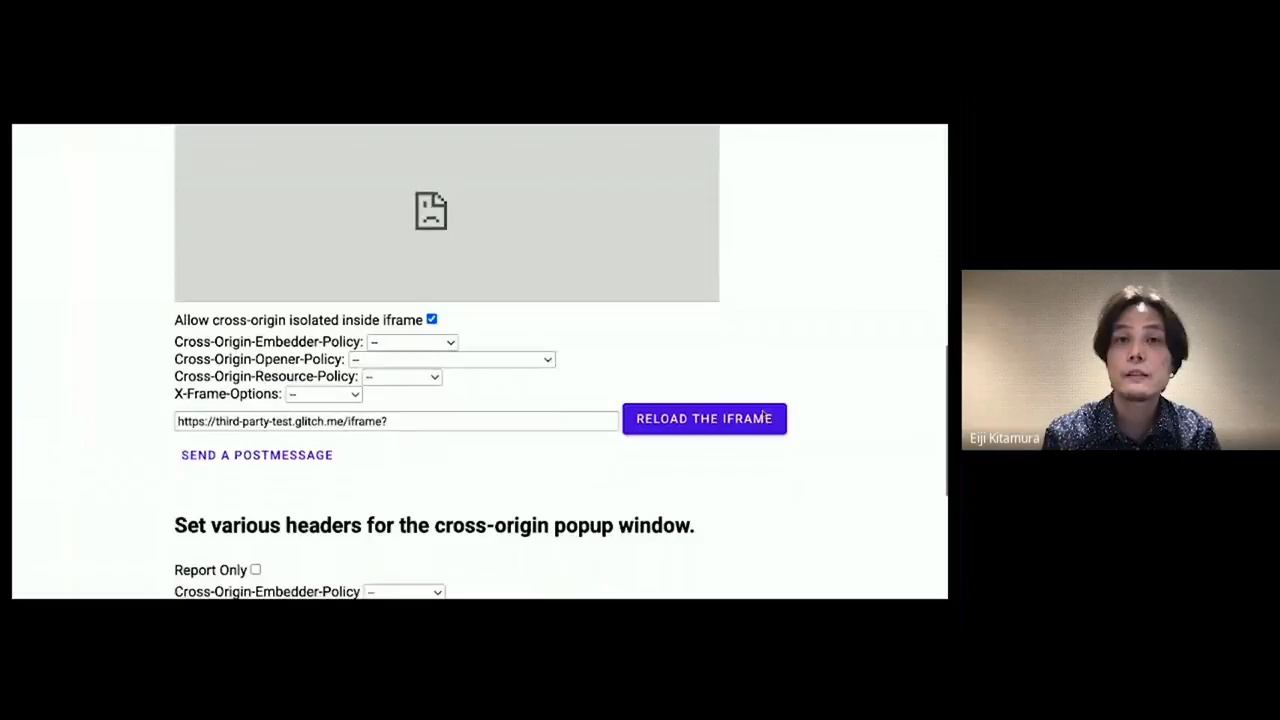 Allow cross-origin isolated inside iframe
Cross-Origin-Embedder-Policy: --
Cross-Origin-Opener-Policy: --
Cross-Origin-Resource-Policy: --
X-Frame-Options: --
https://third-party-test.glitch.me/iframe?
RELOAD THE IFRAME
SEND A POSTMESSAGE
Set various headers for the cross-origin popup window.
Report Only
Cross-Origin-Embedder-Policy --
Eiji Kitamura